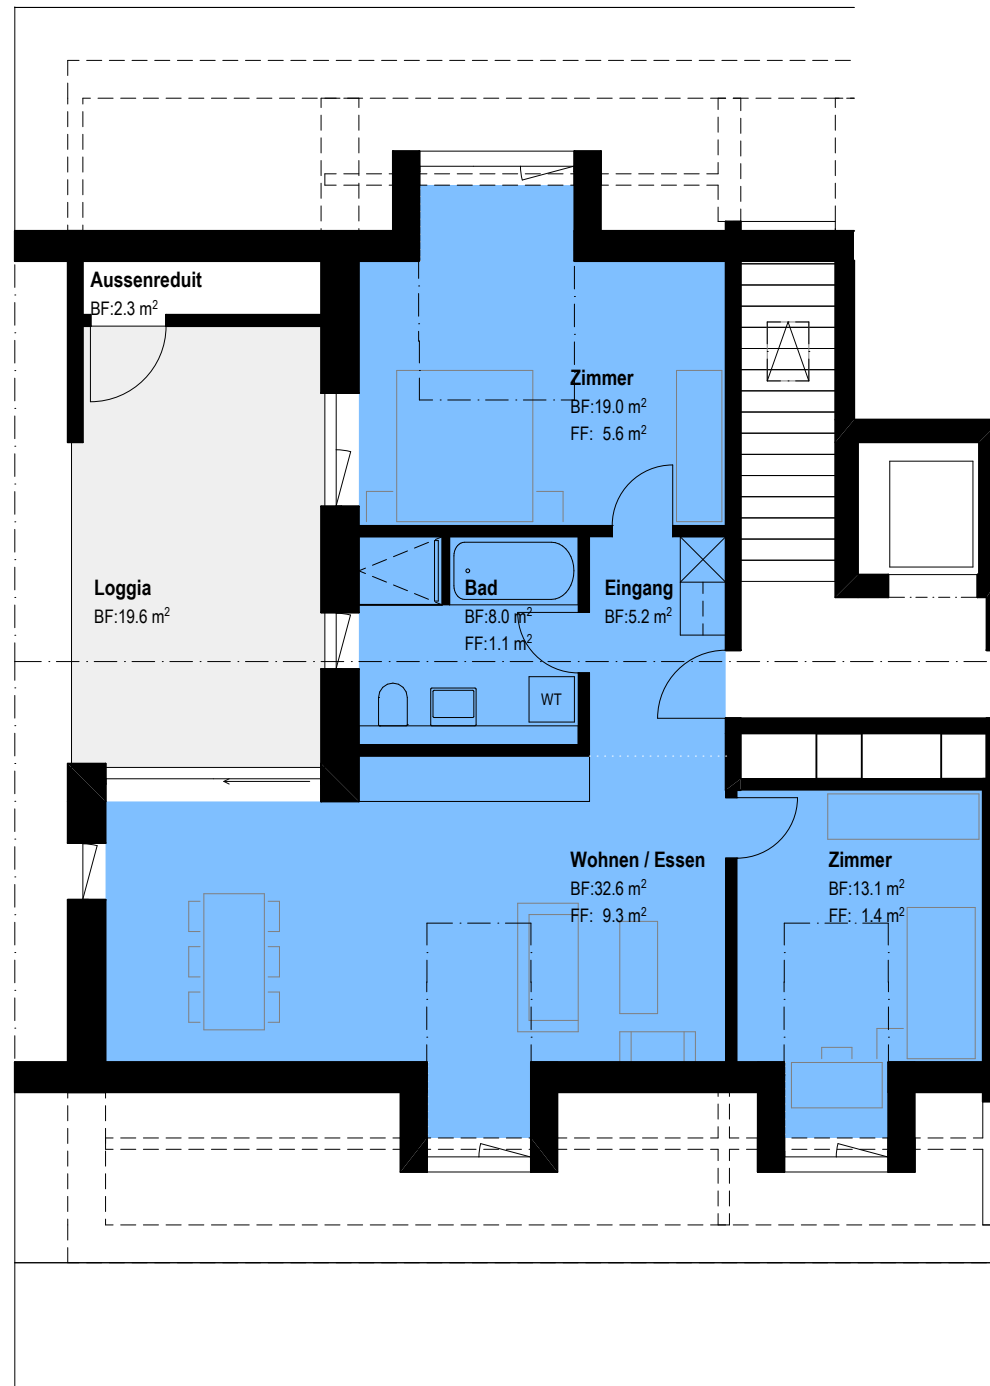 Aussenreduit
BF:2.3 m²
Zimmer
BF:19.0 m²
FF: 5.6 m²
Loggia
BF:19.6 m²
Bad
BF:8.0 m²
FF:1.1 m²
Eingang
BF:5.2 m²
WT
Wohnen / Essen
BF:32.6 m²
FF: 9.3 m²
Zimmer
BF:13.1 m²
FF: 1.4 m²